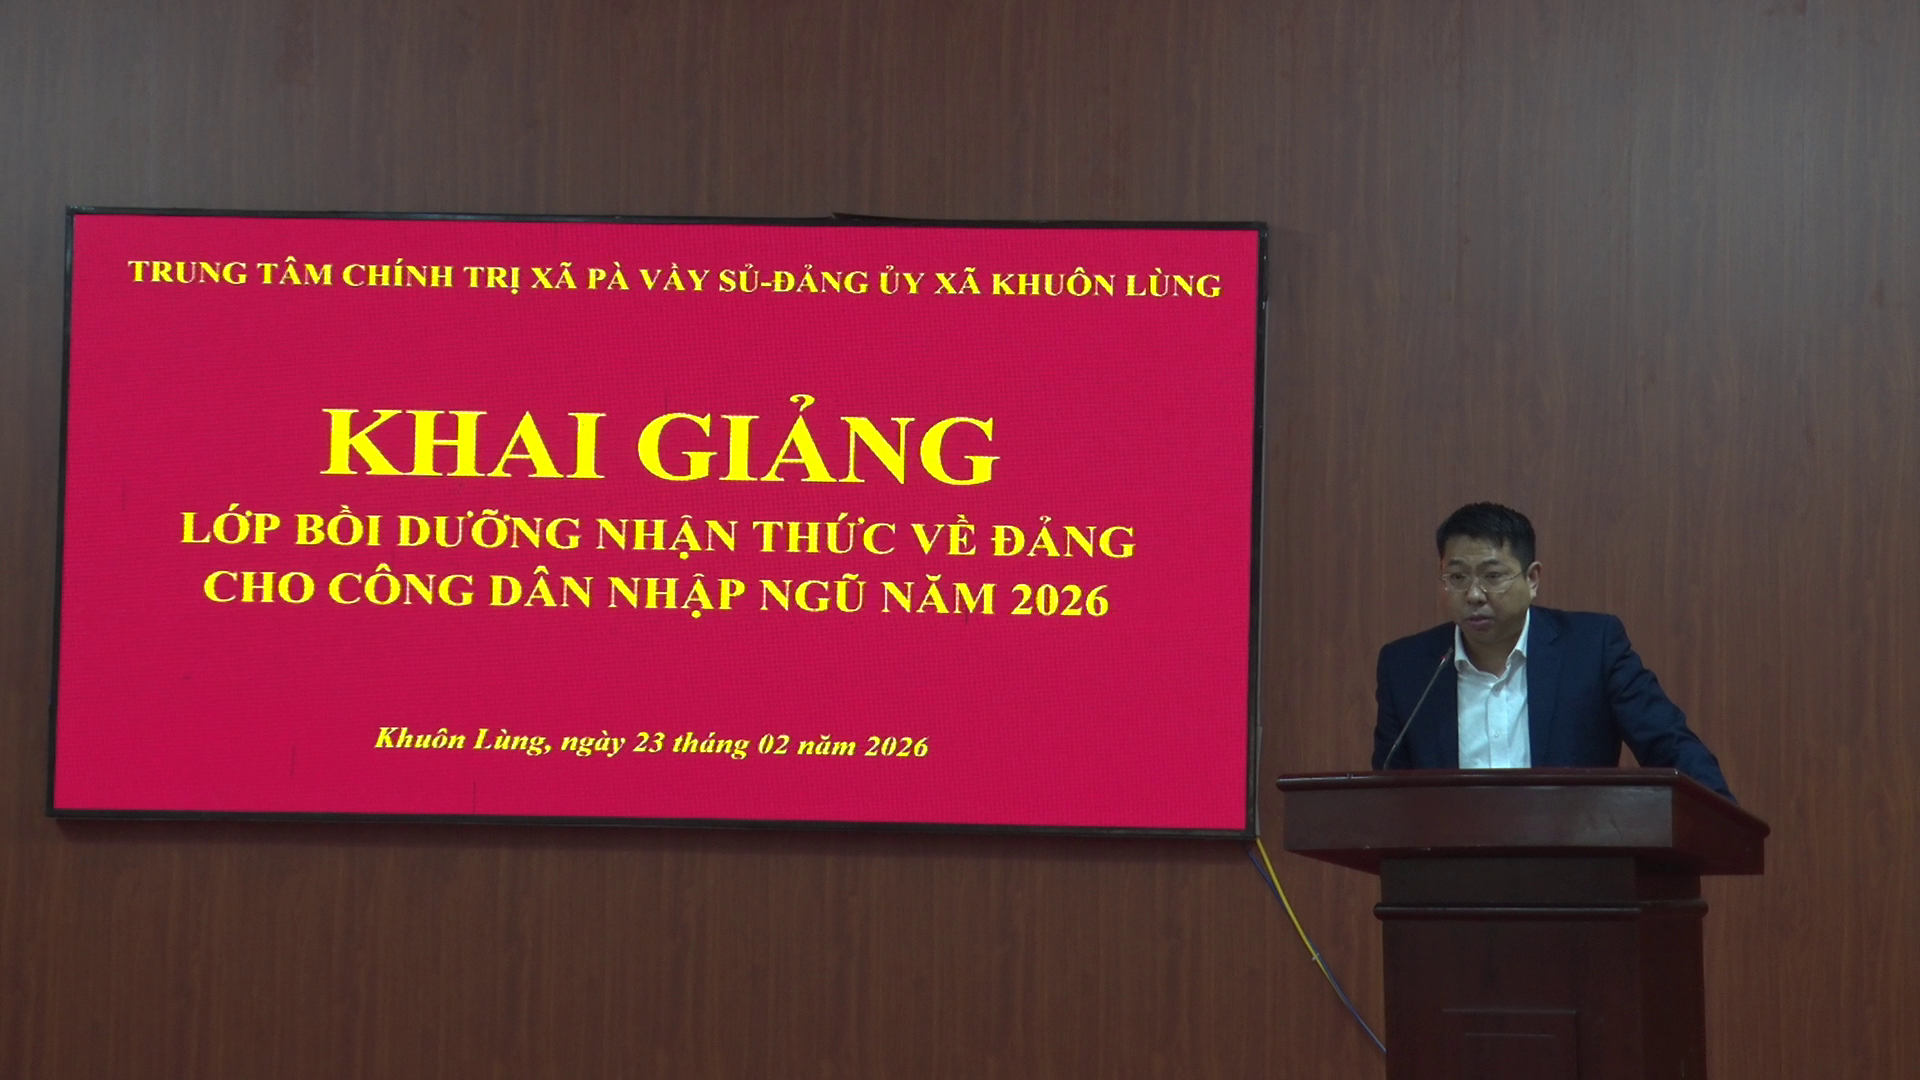 TRUNG TÂM CHÍNH TRỊ XÃ PÀ VẦY SỦ-ĐẢNG ỦY XÃ KHUÔN LÙNG
KHAI GIẢNG
LỚP BỒI DƯỠNG NHẬN THỨC VỀ ĐẢNG
CHO CÔNG DÂN NHẬP NGŨ NĂM 2026
Khuôn Lùng, ngày 23 tháng 02 năm 2026